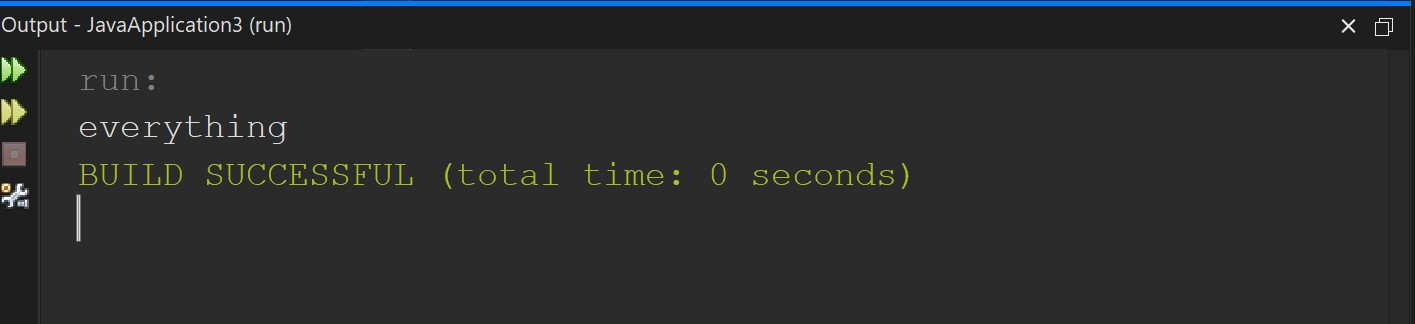 Output - JavaApplication3 (run)
run:
everything
BUILD SUCCESSFUL (total time: 0 seconds)